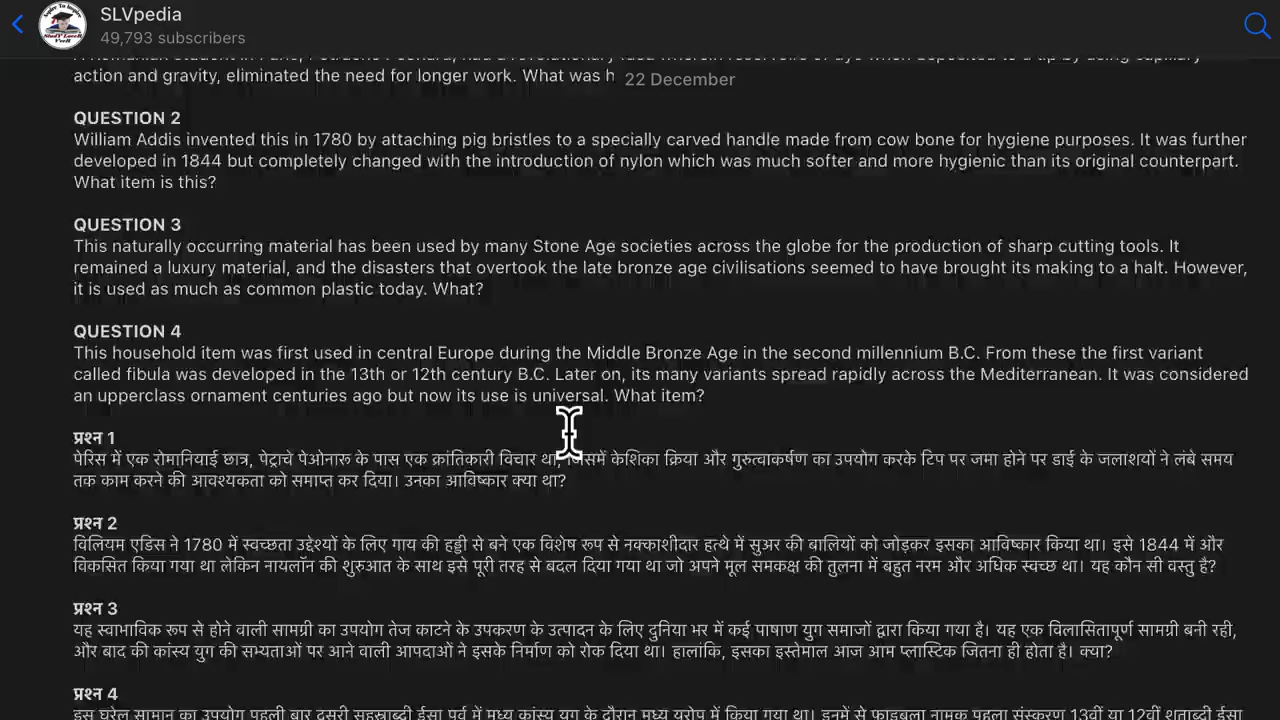 SLVpedia
49,793 subscribers
action and gravity, eliminated the need for longer work. What was h
22 December
QUESTION 2
William Addis invented this in 1780 by attaching pig bristles to a specially carved handle made from cow bone for hygiene purposes. It was further
developed in 1844 but completely changed with the introduction of nylon which was much softer and more hygienic than its original counterpart.
What item is this?
QUESTION 3
This naturally occurring material has been used by many Stone Age societies across the globe for the production of sharp cutting tools. It
remained a luxury material, and the disasters that overtook the late bronze age civilisations seemed to have brought its making to a halt. However,
it is used as much as common plastic today. What?
QUESTION 4
This household item was first used in central Europe during the Middle Bronze Age in the second millennium B.C. From these the first variant
called fibula was developed in the 13th or 12th century B.C. Later on, its many variants spread rapidly across the Mediterranean. It was considered
an upperclass ornament centuries ago but now its use is universal. What item?
प्रश्न 1
पेरिस में एक रोमानियाई छात्र, पेट्राचे पेओनारू के पास एक क्रांतिकारी विचार था, जिसमें केशिका क्रिया और गुरुत्वाकर्षण का उपयोग करके टिप पर जमा होने पर डाई के जलाशयों ने लंबे समय
तक काम करने की आवश्यकता को समाप्त कर दिया। उनका आविष्कार क्या था?
प्रश्न 2
विलियम एडिस ने 1780 में स्वच्छता उद्देश्यों के लिए गाय की हड्डी से बने एक विशेष रूप से नक्काशीदार हत्थे में सुअर की बालियों को जोड़कर इसका आविष्कार किया था। इसे 1844 में और
विकसित किया गया था लेकिन नायलॉन की शुरुआत के साथ इसे पूरी तरह से बदल दिया गया था जो अपने मूल समकक्ष की तुलना में बहुत नरम और अधिक स्वच्छ था। यह कौन सी वस्तु है?
प्रश्न 3
यह स्वाभाविक रूप से होने वाली सामग्री का उपयोग तेज काटने के उपकरण के उत्पादन के लिए दुनिया भर में कई पाषाण युग समाजों द्वारा किया गया है। यह एक विलासितापूर्ण सामग्री बनी रही,
और बाद की कांस्य युग की सभ्यताओं पर आने वाली आपदाओं ने इसके निर्माण को रोक दिया था। हालांकि, इसका इस्तेमाल आज आम प्लास्टिक जितना ही होता है। क्या?
प्रश्न 4